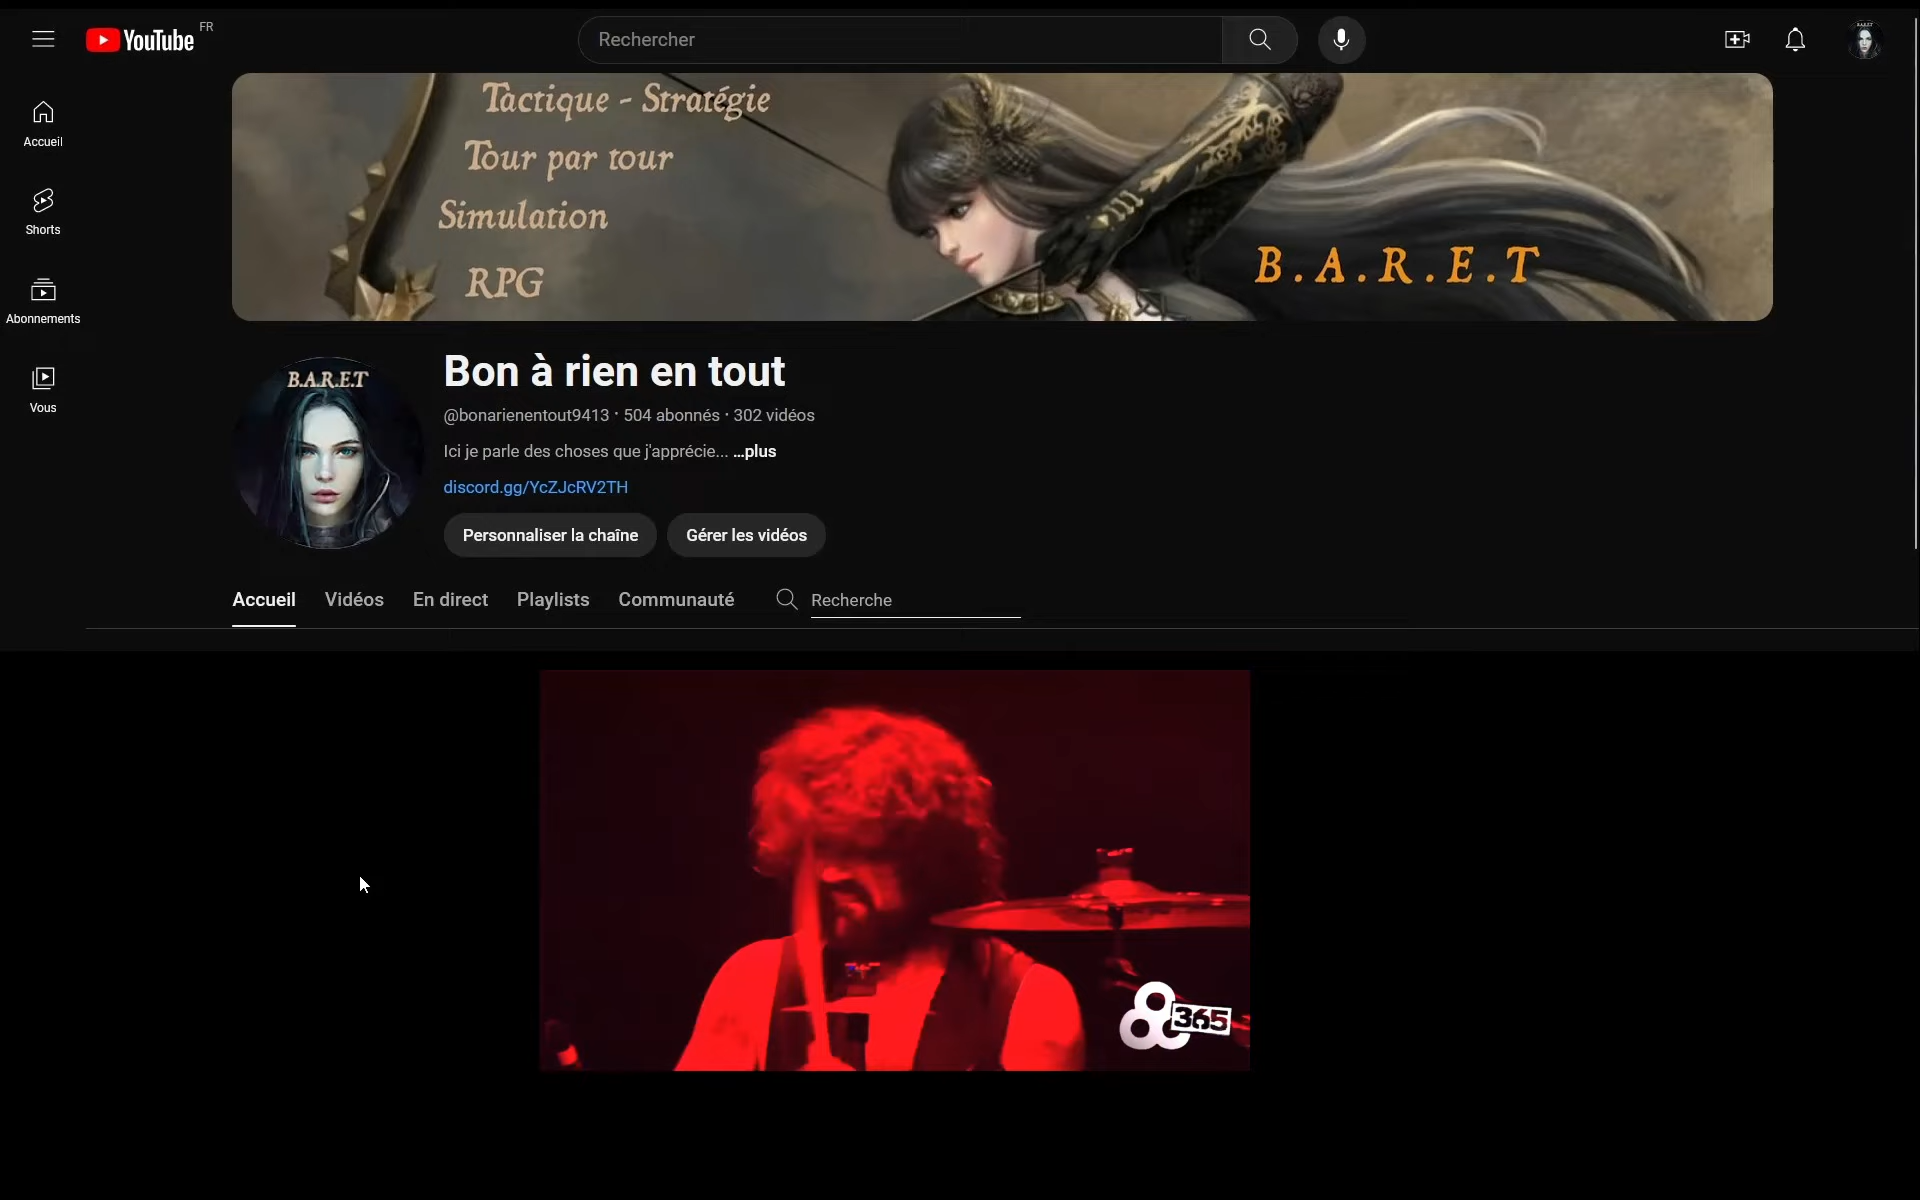 YouTube FR
Rechercher
Accueil
Shorts
Abonnements
Vous
Tactique - Stratégie
Tour par tour
Simulation
RPG
B.A.R.E.T
B.A.R.E.T
Bon à rien en tout
@bonarienentout9413 · 504 abonnés · 302 vidéos
Ici je parle des choses que j'apprécie... ...plus
discord.gg/YcZJcRV2TH
Personnaliser la chaîne Gérer les vidéos
Accueil Vidéos En direct Playlists Communauté Recherche
365